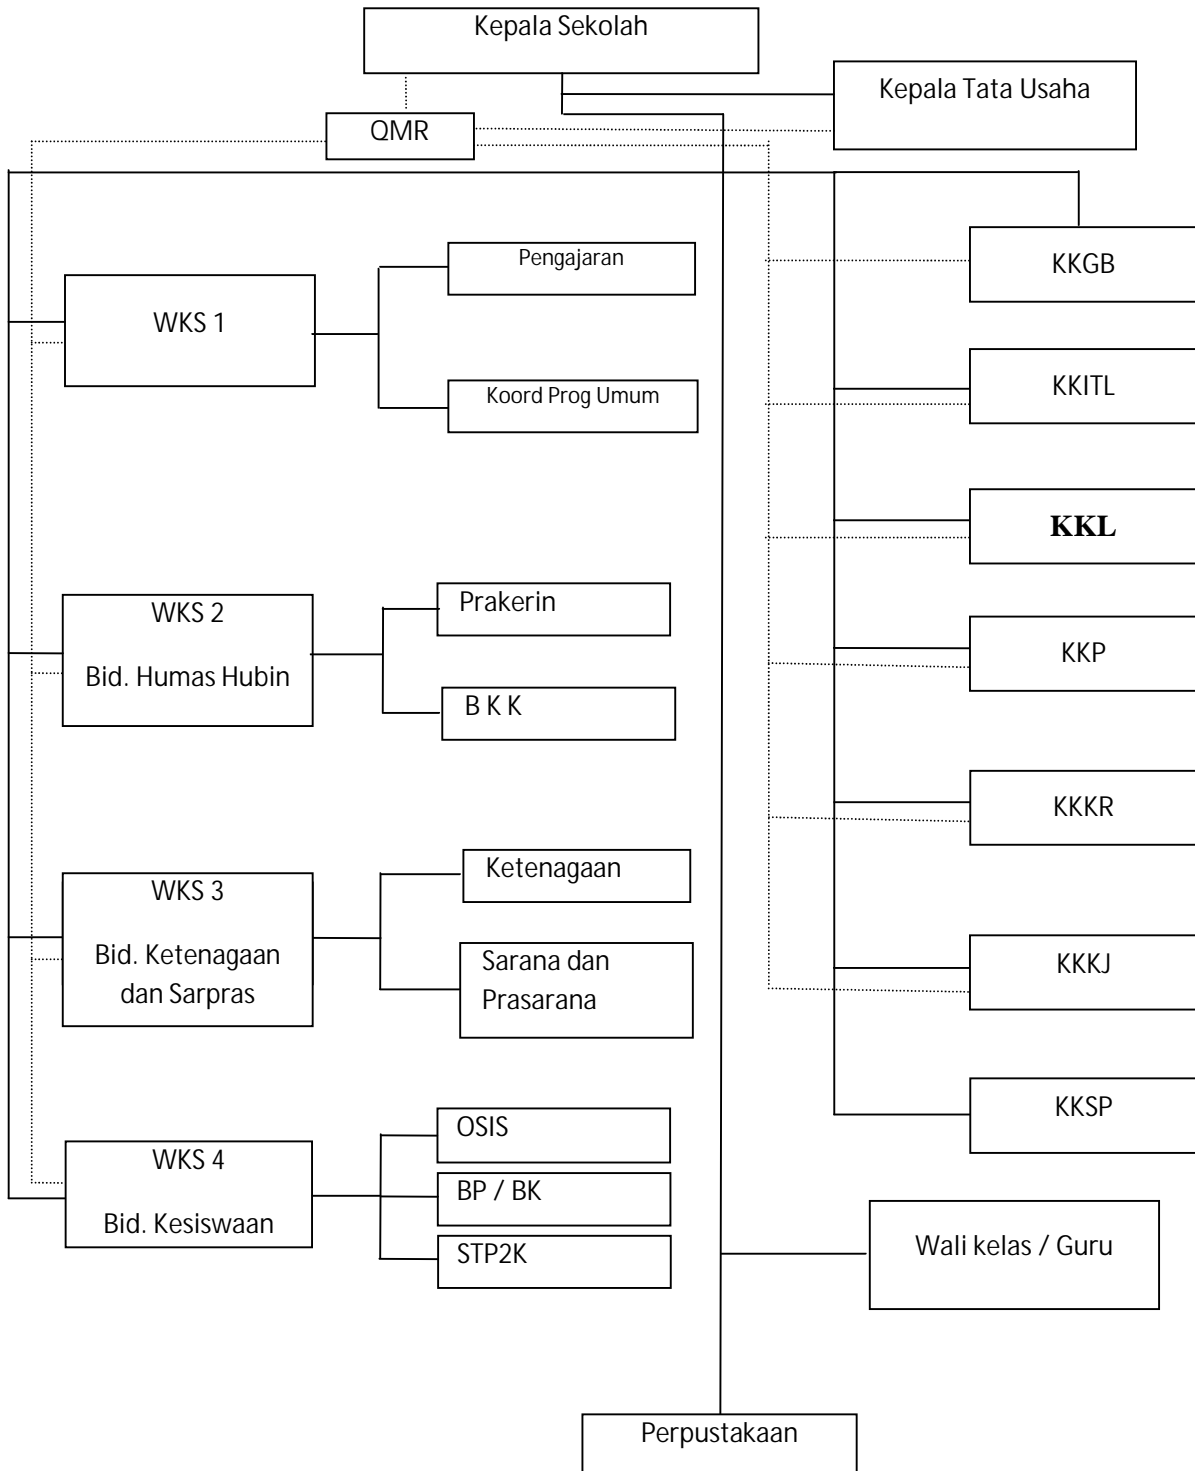 Kepala Sekolah
Kepala Tata Usaha
QMR
KKGB
Pengajaran
WKS 1
KKITL
Koord Prog Umum
KKL
Prakerin
WKS 2
Bid. Humas Hubin
KKP
B K K
KKKR
Ketenagaan
WKS 3
Bid. Ketenagaan
dan Sarpras
Sarana dan
Prasarana
KKKJ
KKSP
OSIS
WKS 4
Bid. Kesiswaan
BP / BK
STP2K
Wali kelas / Guru
Perpustakaan